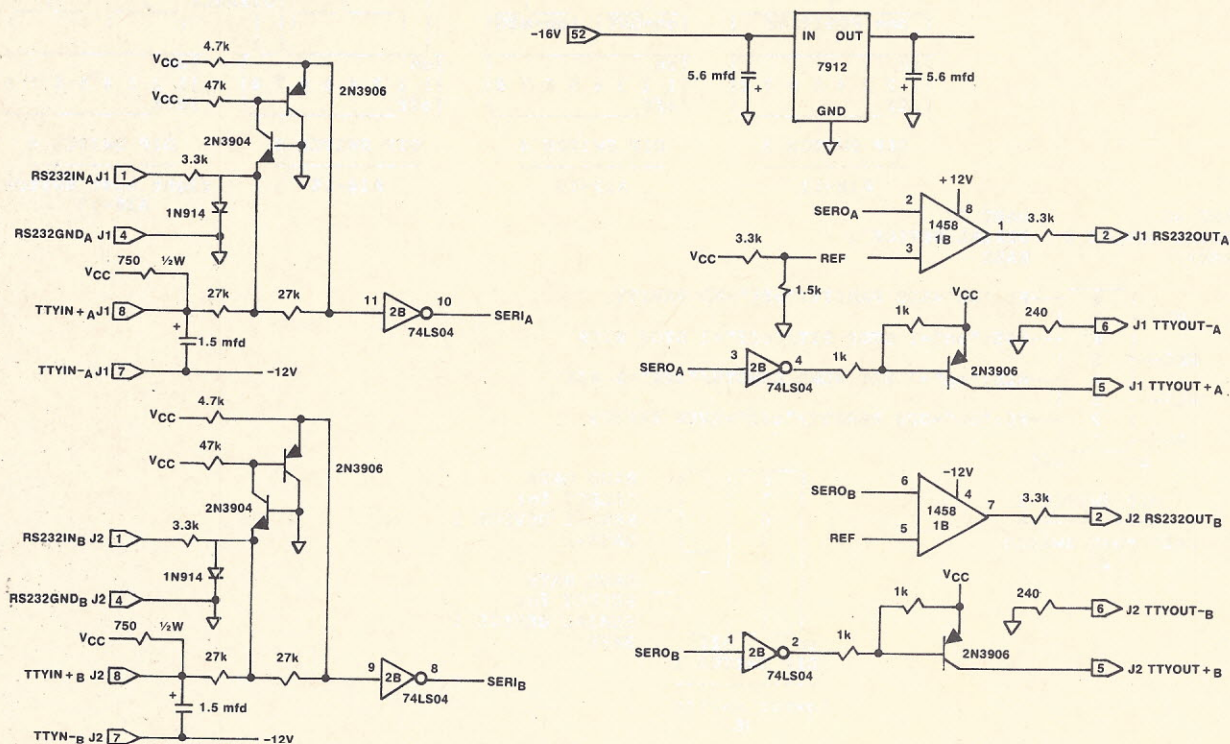 4.7k
VCC
2N3906
47k
VCC
2N3904
3.3k
RS232INA J1 1
1N914
RS232GNDA J1 4
750 ½W
VCC
27k 27k
TTYIN+A J1 8
11 2B 10
SERIA
74LS04
+
1.5 mfd
TTYIN-A J1 7
-12V
4.7k
VCC
2N3906
47k
VCC
2N3904
3.3k
RS232INB J2 1
1N914
RS232GNDB J2 4
750 ½W
VCC
27k 27k
TTYIN+B J2 8
9 2B 8
SERIB
74LS04
+
1.5 mfd
TTYN-B J2 7
-12V
-16V 52
IN OUT
7912
GND
5.6 mfd
+
5.6 mfd
+
+12V
SEROA 2
8
1458
1B
1
3.3k
2 J1 RS232OUTA
3.3k
VCC
REF 3
1.5k
VCC
1k
240
6 J1 TTYOUT-A
SEROA 3 2B 4
1k
74LS04
2N3906
5 J1 TTYOUT+A
-12V
SEROB 6
4
1458
1B
7
3.3k
2 J2 RS232OUTB
REF 5
VCC
1k
240
6 J2 TTYOUT-B
SEROB 1 2B 2
1k
74LS04
2N3906
5 J2 TTYOUT+B